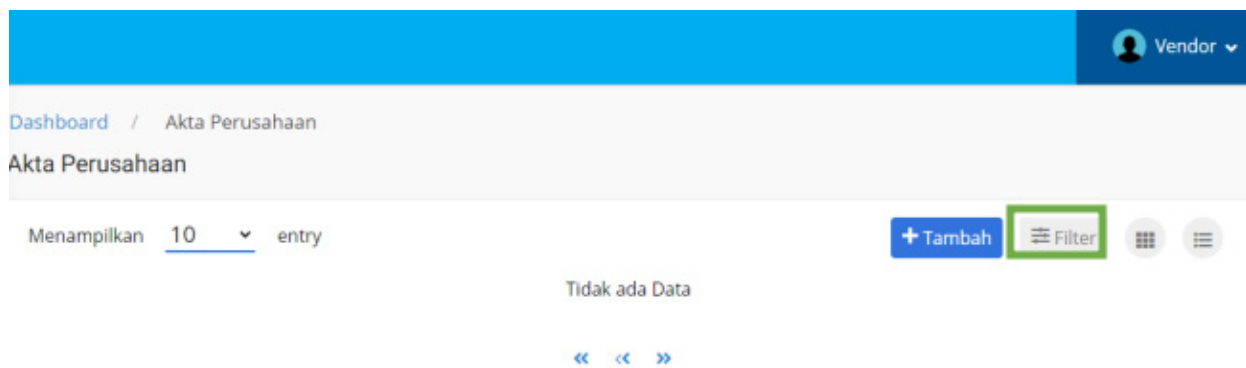 Vendor
Dashboard / Akta Perusahaan
Akta Perusahaan
Menampilkan 10 entry + Tambah Filter
Tidak ada Data